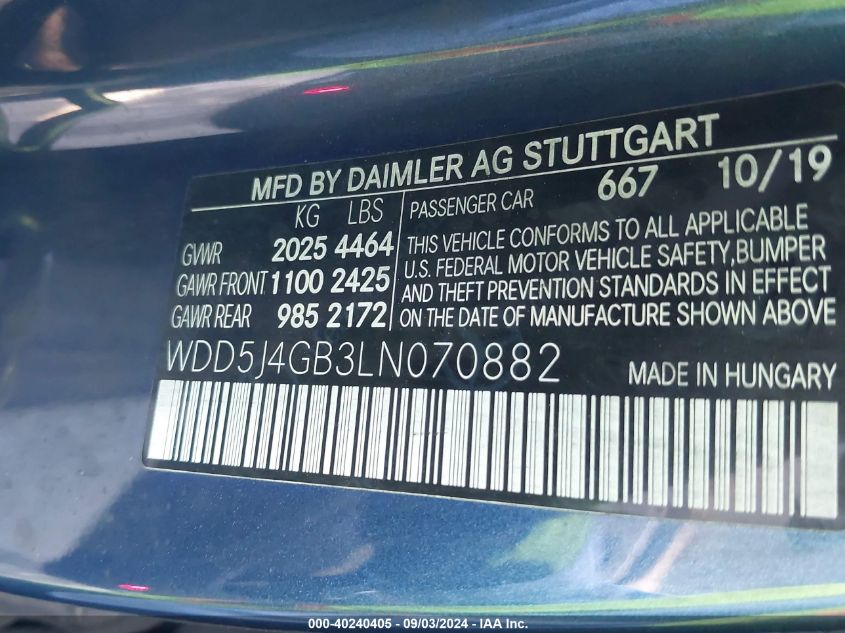 MFD BY DAIMLER AG STUTTGART
KG LBS
GVWR 2025 4464
GAWR FRONT 1100 2425
GAWR REAR 985 2172
PASSENGER CAR 667 10/19
THIS VEHICLE CONFORMS TO ALL APPLICABLE
U.S. FEDERAL MOTOR VEHICLE SAFETY,BUMPER
AND THEFT PREVENTION STANDARDS IN EFFECT
ON THE DATE OF MANUFACTURE SHOWN ABOVE
WDD5J4GB3LN070882
MADE IN HUNGARY
000-40240405 - 09/03/2024 - IAA Inc.